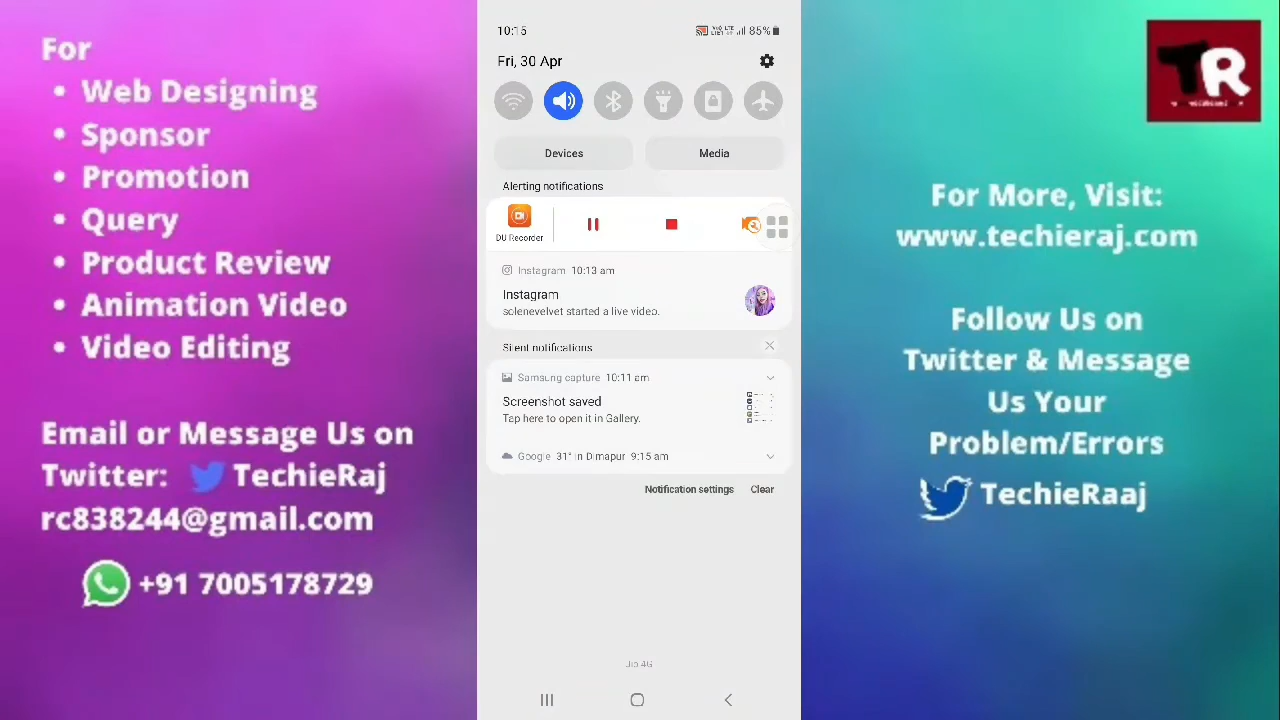 For
• Web Designing
• Sponsor
• Promotion
• Query
• Product Review
• Animation Video
• Video Editing
Email or Message Us on
Twitter: TechieRaj
rc838244@gmail.com
+91 7005178729
10:15
85%
Fri, 30 Apr
Devices
Media
Alerting notifications
DU Recorder
Instagram 10:13 am
Instagram
solenevelvet started a live video.
Silent notifications
Samsung capture 10:11 am
Screenshot saved
Tap here to open it in Gallery.
Google 31° in Dimapur 9:15 am
Notification settings
Clear
Jio 4G
TR
For More, Visit:
www.techieraj.com
Follow Us on
Twitter & Message
Us Your
Problem/Errors
TechieRaaj